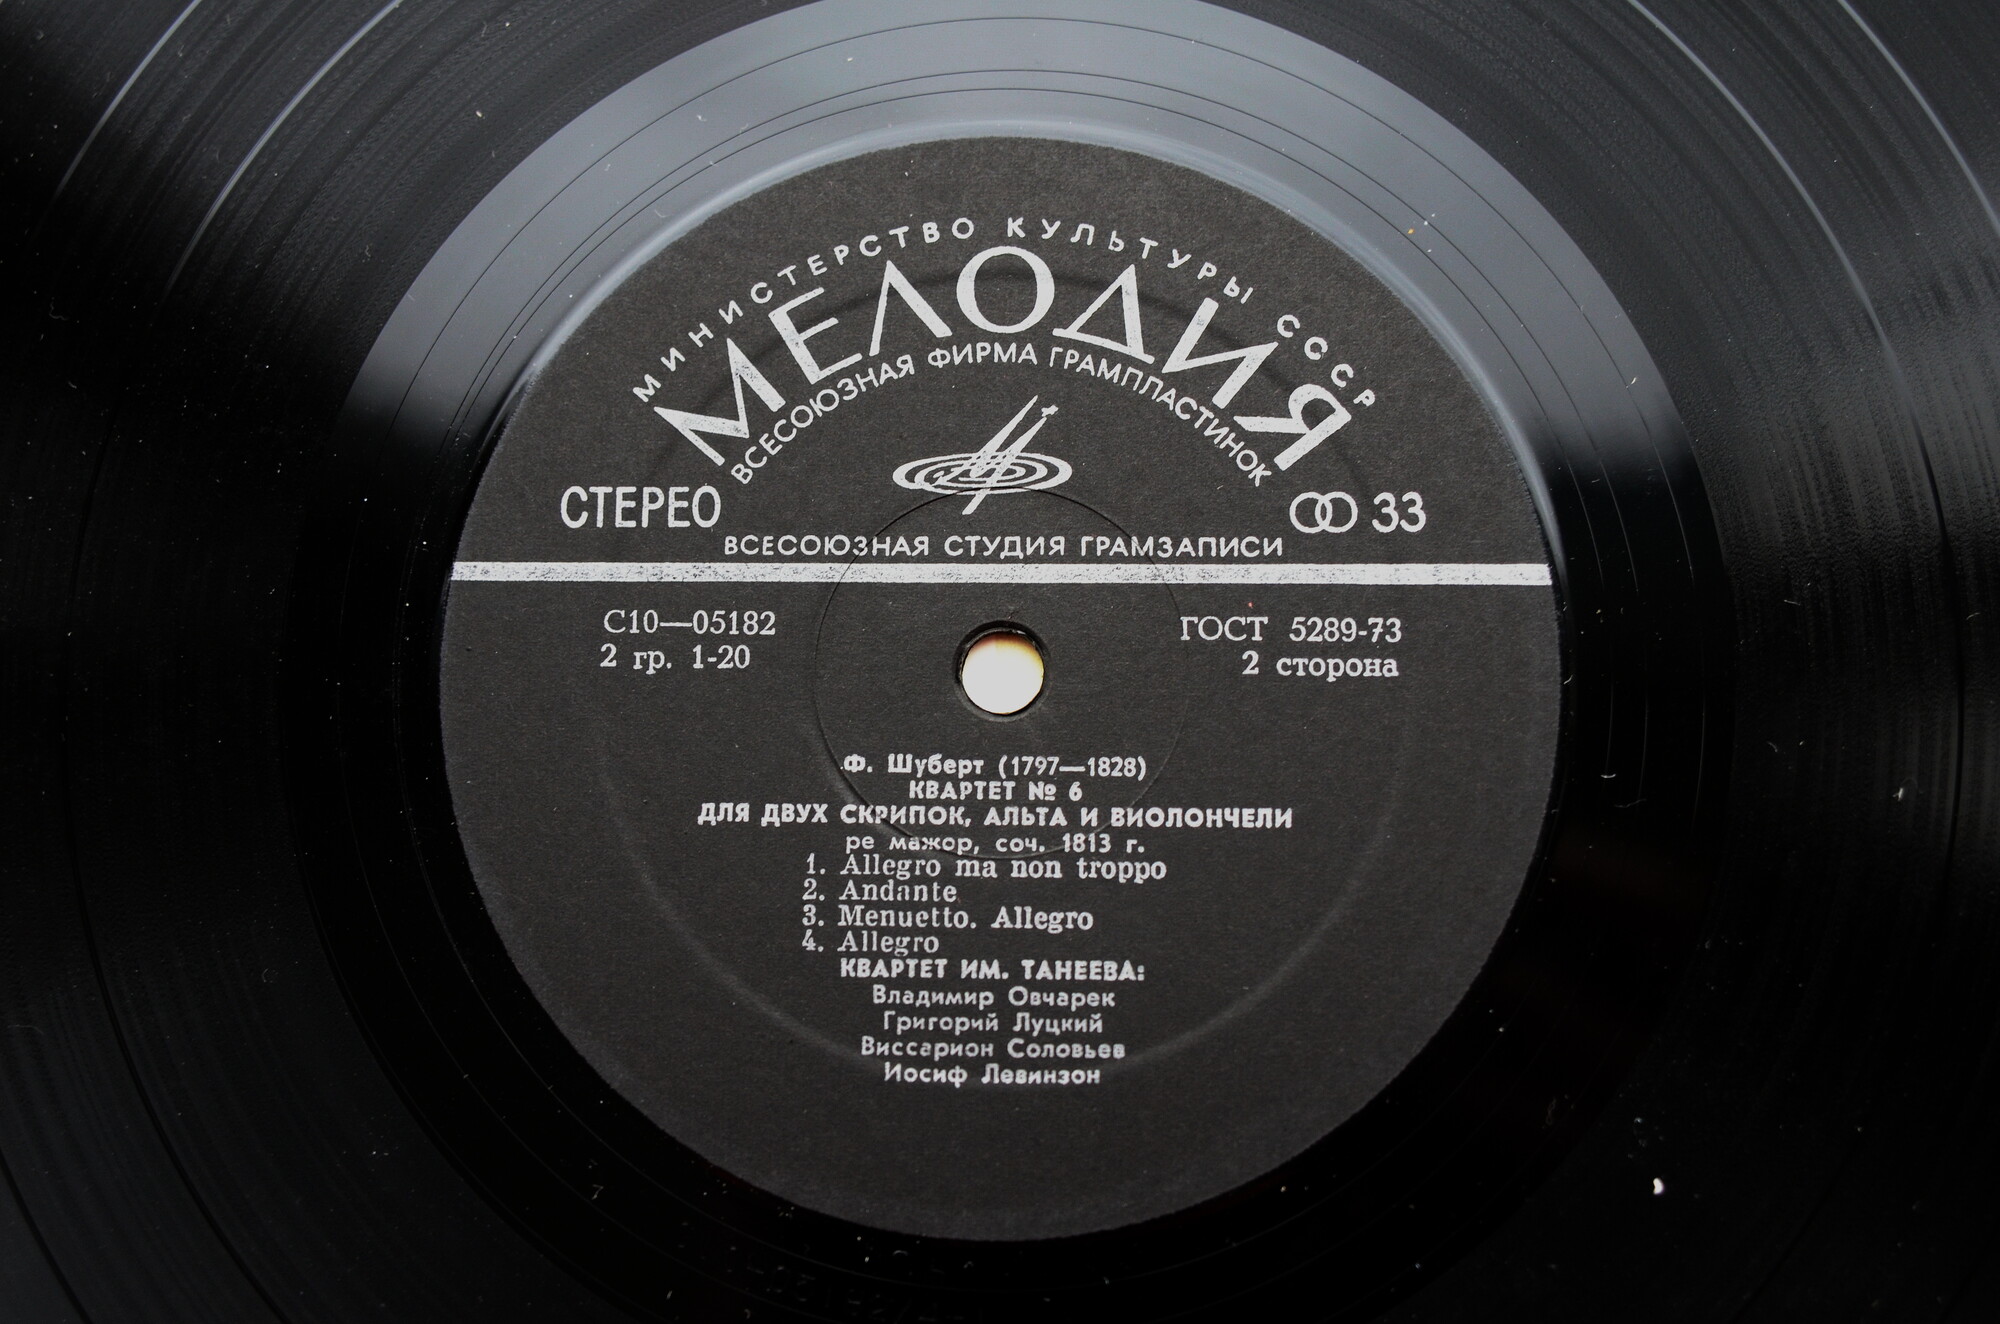 МИНИСТЕРСТВО КУЛЬТУРЫ СССР
МЕЛОДИЯ
ВСЕСОЮЗНАЯ ФИРМА ГРАМПЛАСТИНОК
СТЕРЕО
33
ВСЕСОЮЗНАЯ СТУДИЯ ГРАМЗАПИСИ
С10—05182
ГОСТ 5289-73
2 гр. 1-20
2 сторона
Ф. Шуберт (1797—1828)
КВАРТЕТ № 6
ДЛЯ ДВУХ СКРИПОК, АЛЬТА И ВИОЛОНЧЕЛИ
ре мажор, соч. 1813 г.
1. Allegro ma non troppo
2. Andante
3. Menuetto. Allegro
4. Allegro
КВАРТЕТ ИМ. ТАНЕЕВА:
Владимир Овчарек
Григорий Луцкий
Виссарион Соловьев
Иосиф Левинзон